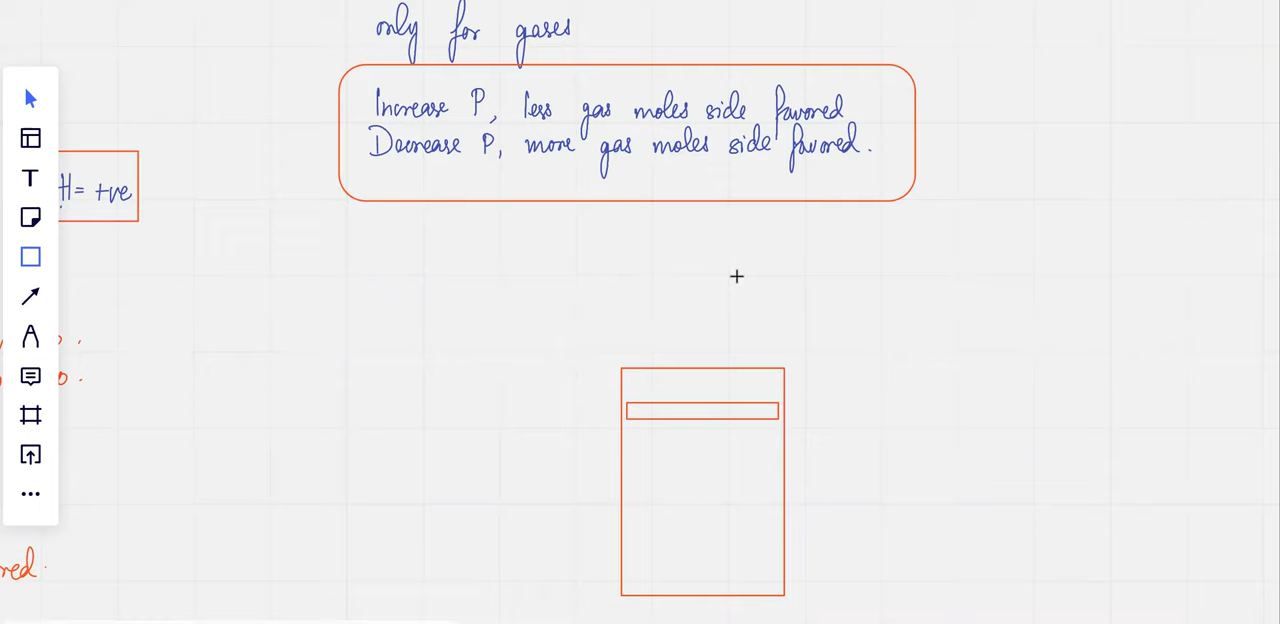 only for gases
Increase P, less gas moles side favored
Decrease P, more gas moles side favored.
H = +ve
T
red.